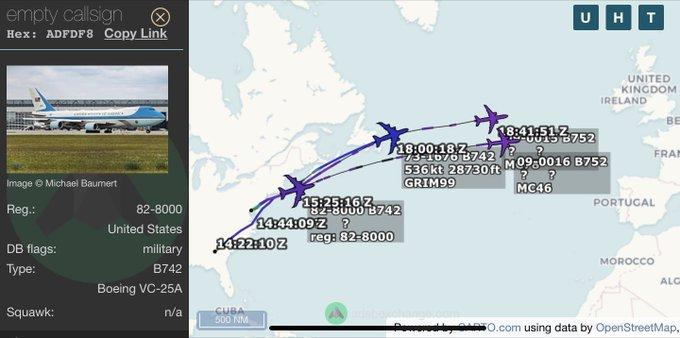 empty callsign
Hex: ADFDF8 Copy Link
Image © Michael Baumert
Reg.: 82-8000
United States
DB flags: military
Type: B742
Boeing VC-25A
Squawk: n/a
U H T
UNITED
KINGDOM
IRELAND
FRAN
PORTUGAL
MOROCCO
ALG
CUBA
18:41:51 Z
B752
? ?
09-0016 B752
? ?
MC46
18:00:18 Z
73-1676 B742
536 kt 28730 ft
GRIM99
15:25:16 Z
82-8000 B742
?
reg: 82-8000
14:44:09 Z
14:22:10 Z
500 NM
adsbexchange.com
Powered by CARTO.com using data by OpenStreetMap,